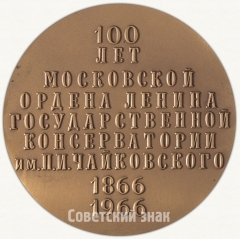 100
ЛЕТ
МОСКОВСКОЙ
ОРДЕНА ЛЕНИНА
ГОСУДАРСТВЕННОЙ
КОНСЕРВАТОРИИ
ИМ.П.И.ЧАЙКОВСКОГО
1866
1966
Советский знак